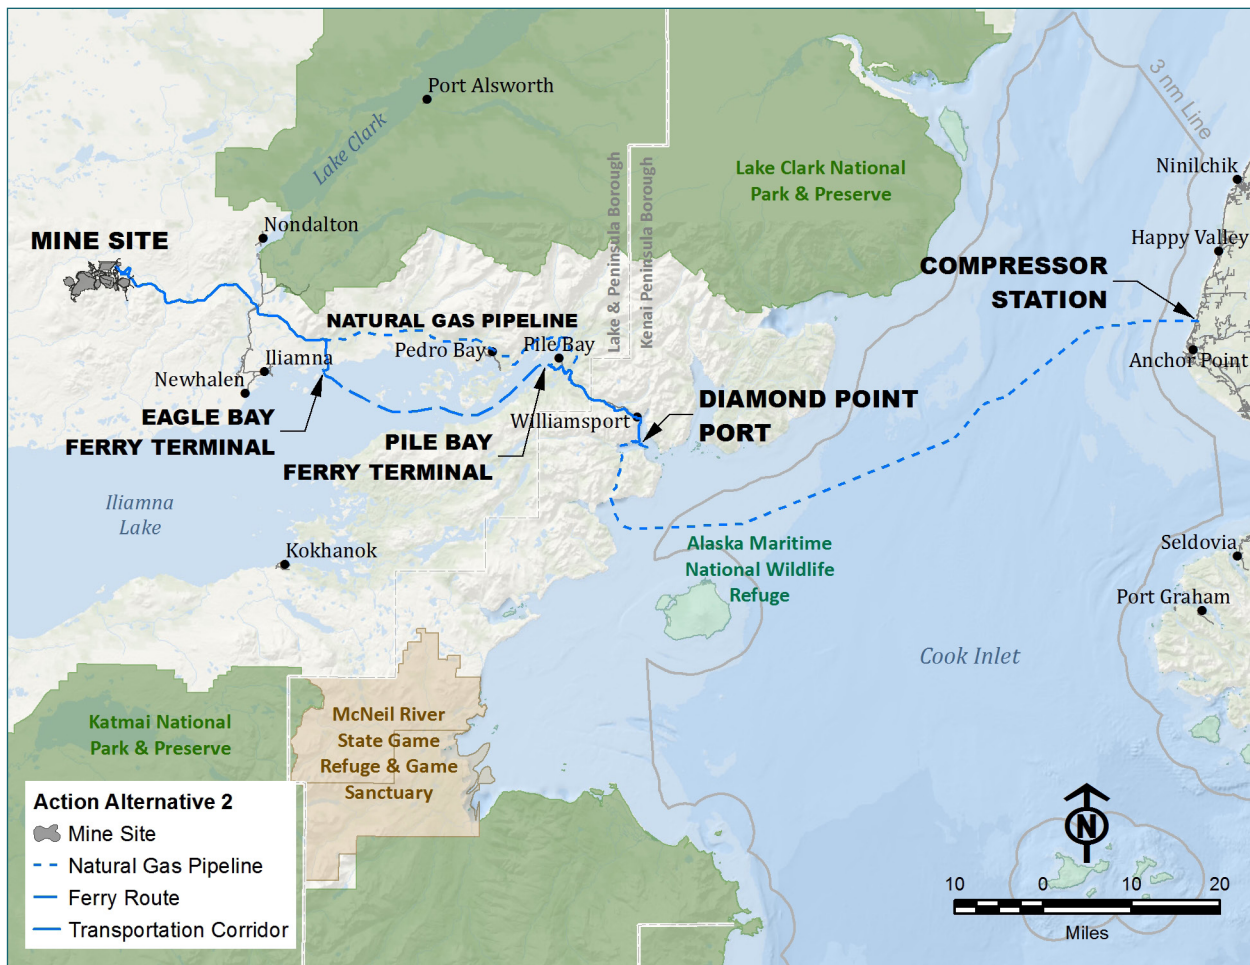 Port Alsworth
Lake Clark
3 nm Line
Ninilchik
Lake Clark National
Park & Preserve
Lake & Peninsula Borough
Kenai Peninsula Borough
Nondalton
Happy Valley
MINE SITE
COMPRESSOR
STATION
NATURAL GAS PIPELINE
Pile Bay
Pedro Bay
Iliamna
Anchor Point
Newhalen
EAGLE BAY
FERRY TERMINAL
DIAMOND POINT
PORT
Williamsport
PILE BAY
FERRY TERMINAL
Iliamna
Lake
Kokhanok
Alaska Maritime
National Wildlife
Refuge
Seldovia
Port Graham
Cook Inlet
Katmai National
Park & Preserve
McNeil River
State Game
Refuge & Game
Sanctuary
Action Alternative 2
Mine Site
Natural Gas Pipeline
Ferry Route
Transportation Corridor
N
10 0 10 20
Miles